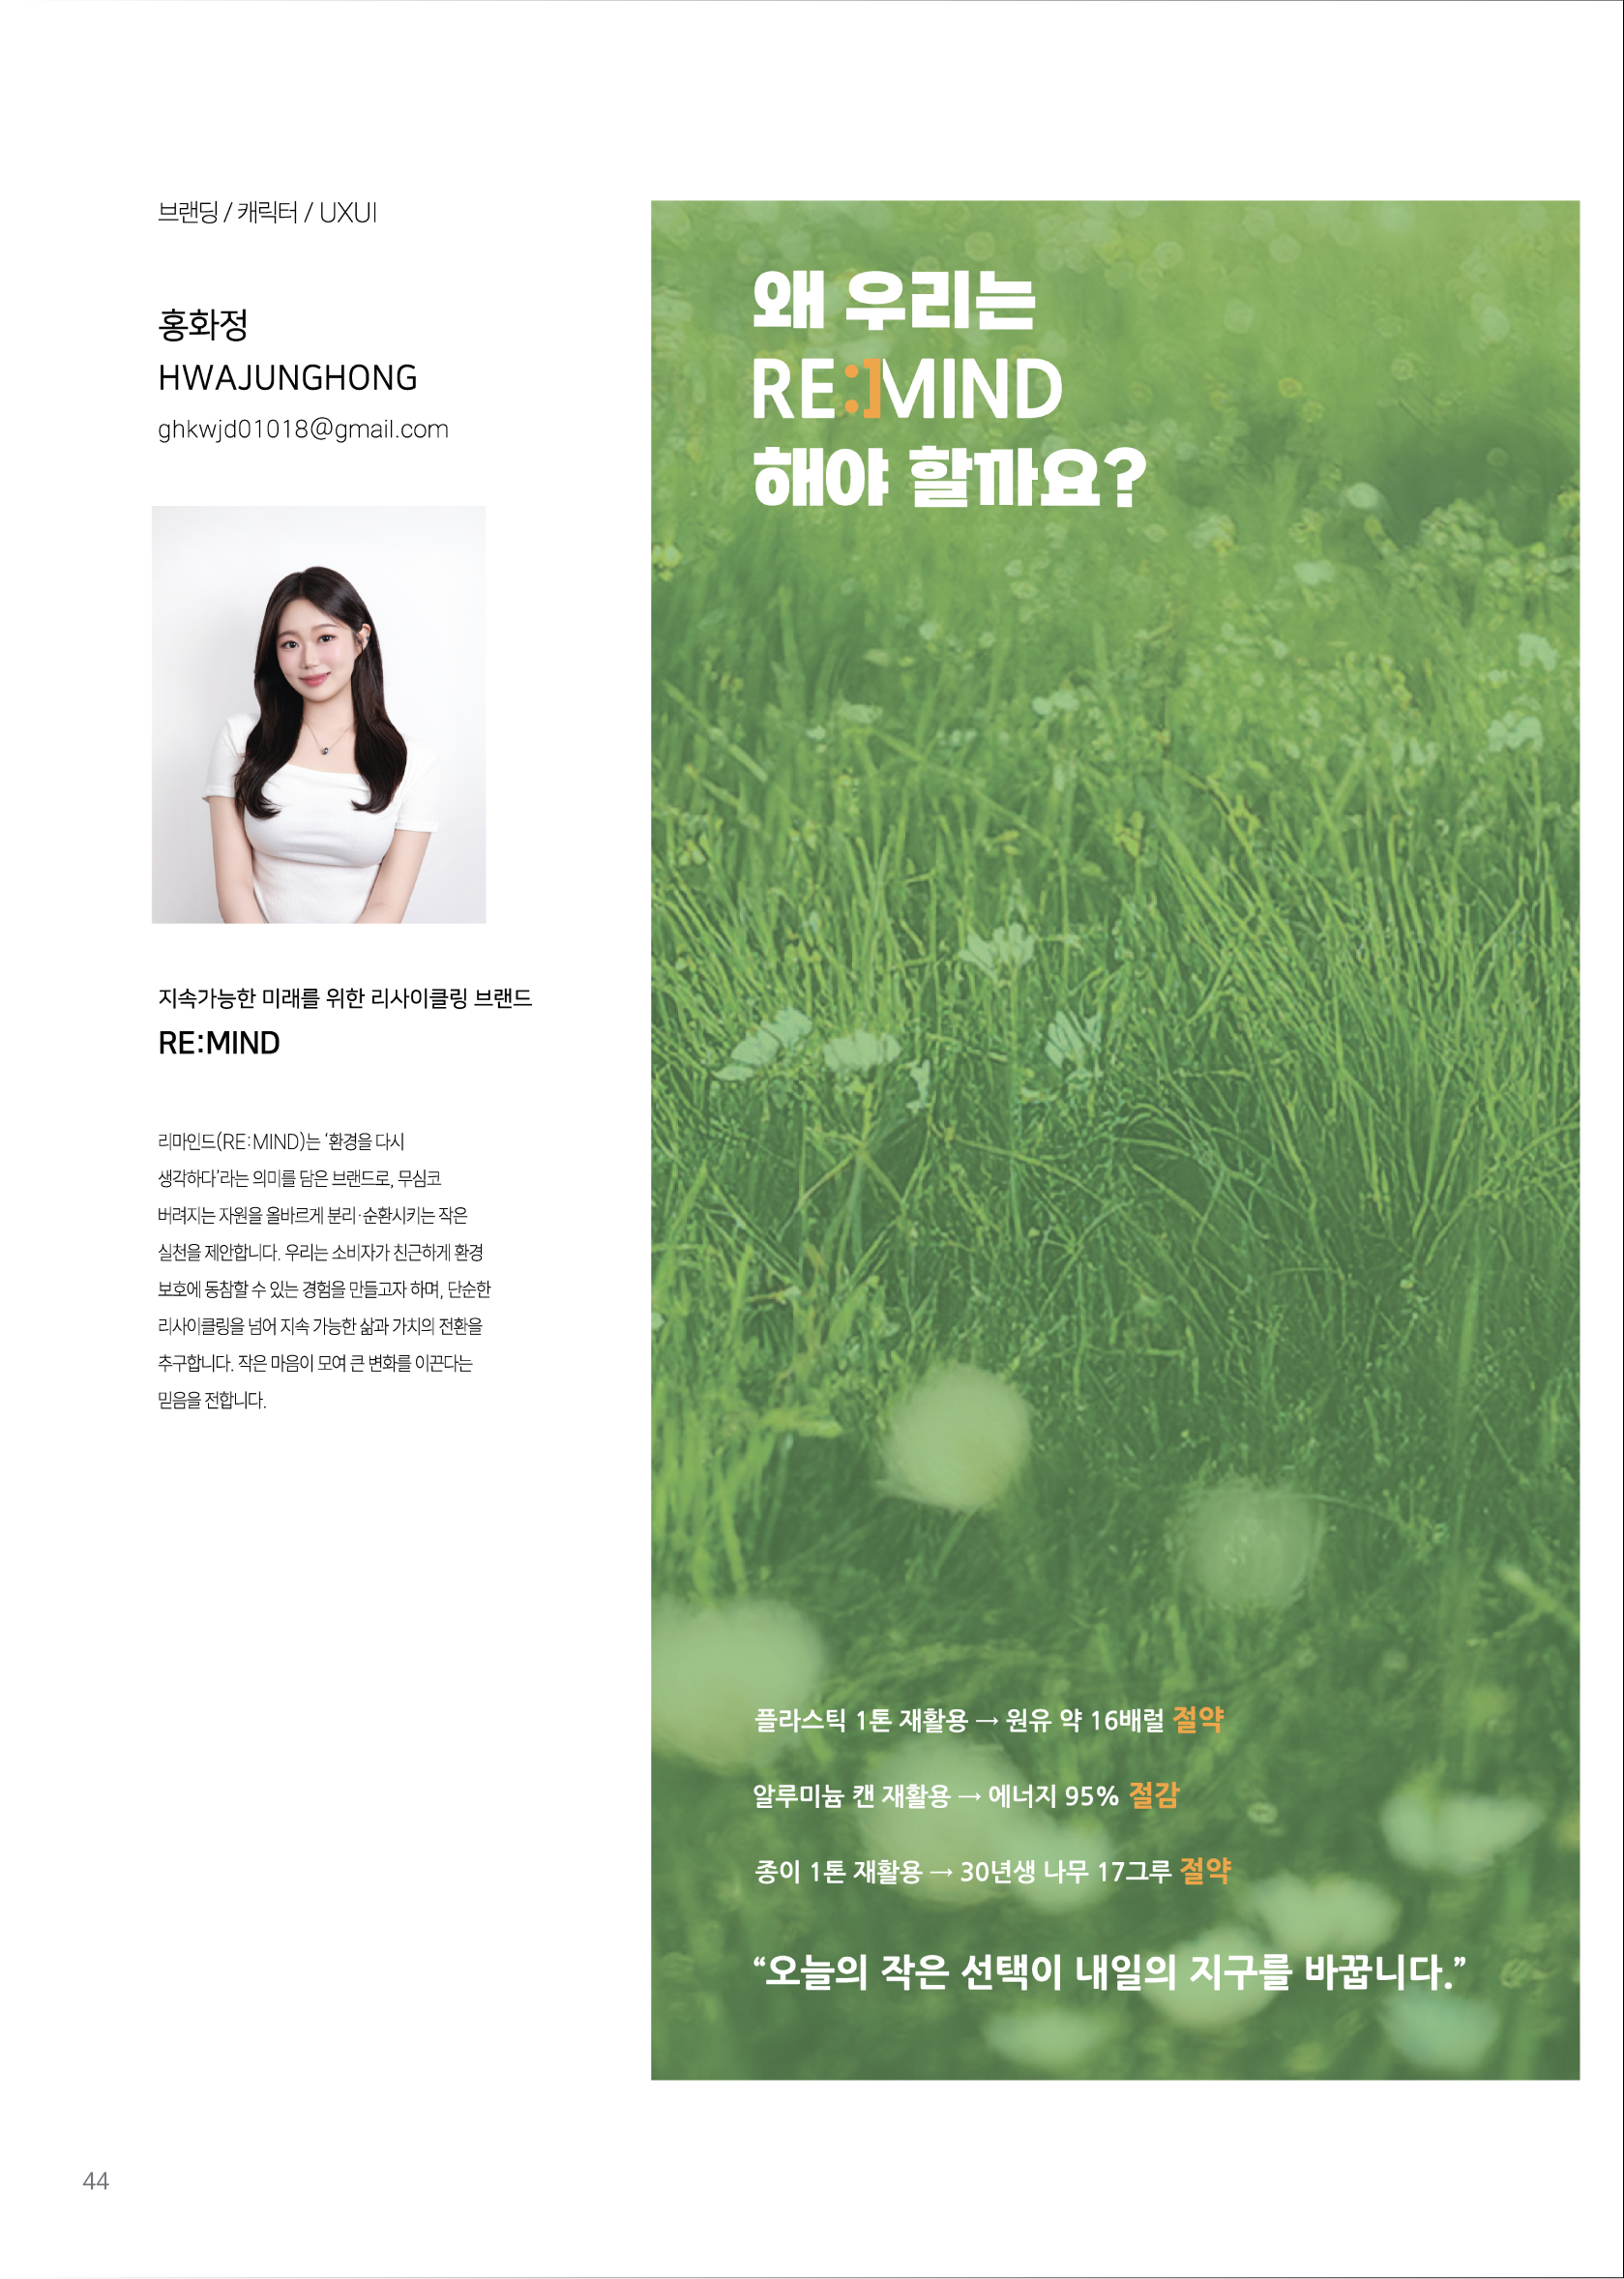 브랜딩 / 캐릭터 / UXUI
홍화정
HWAJUNGHONG
ghkwjd01018@gmail.com
지속가능한 미래를 위한 리사이클링 브랜드
RE:MIND
리마인드(RE:MIND)는 ‘환경을 다시
생각하다’라는 의미를 담은 브랜드로, 무심코
버려지는 자원을 올바르게 분리·순환시키는 작은
실천을 제안합니다. 우리는 소비자가 친근하게 환경
보호에 동참할 수 있는 경험을 만들고자 하며, 단순한
리사이클링을 넘어 지속 가능한 삶과 가치의 전환을
추구합니다. 작은 마음이 모여 큰 변화를 이끈다는
믿음을 전합니다.
왜 우리는
RE:]MIND
해야 할까요?
플라스틱 1톤 재활용 → 원유 약 16배럴 절약
알루미늄 캔 재활용 → 에너지 95% 절감
종이 1톤 재활용 → 30년생 나무 17그루 절약
“오늘의 작은 선택이 내일의 지구를 바꿉니다.”
44